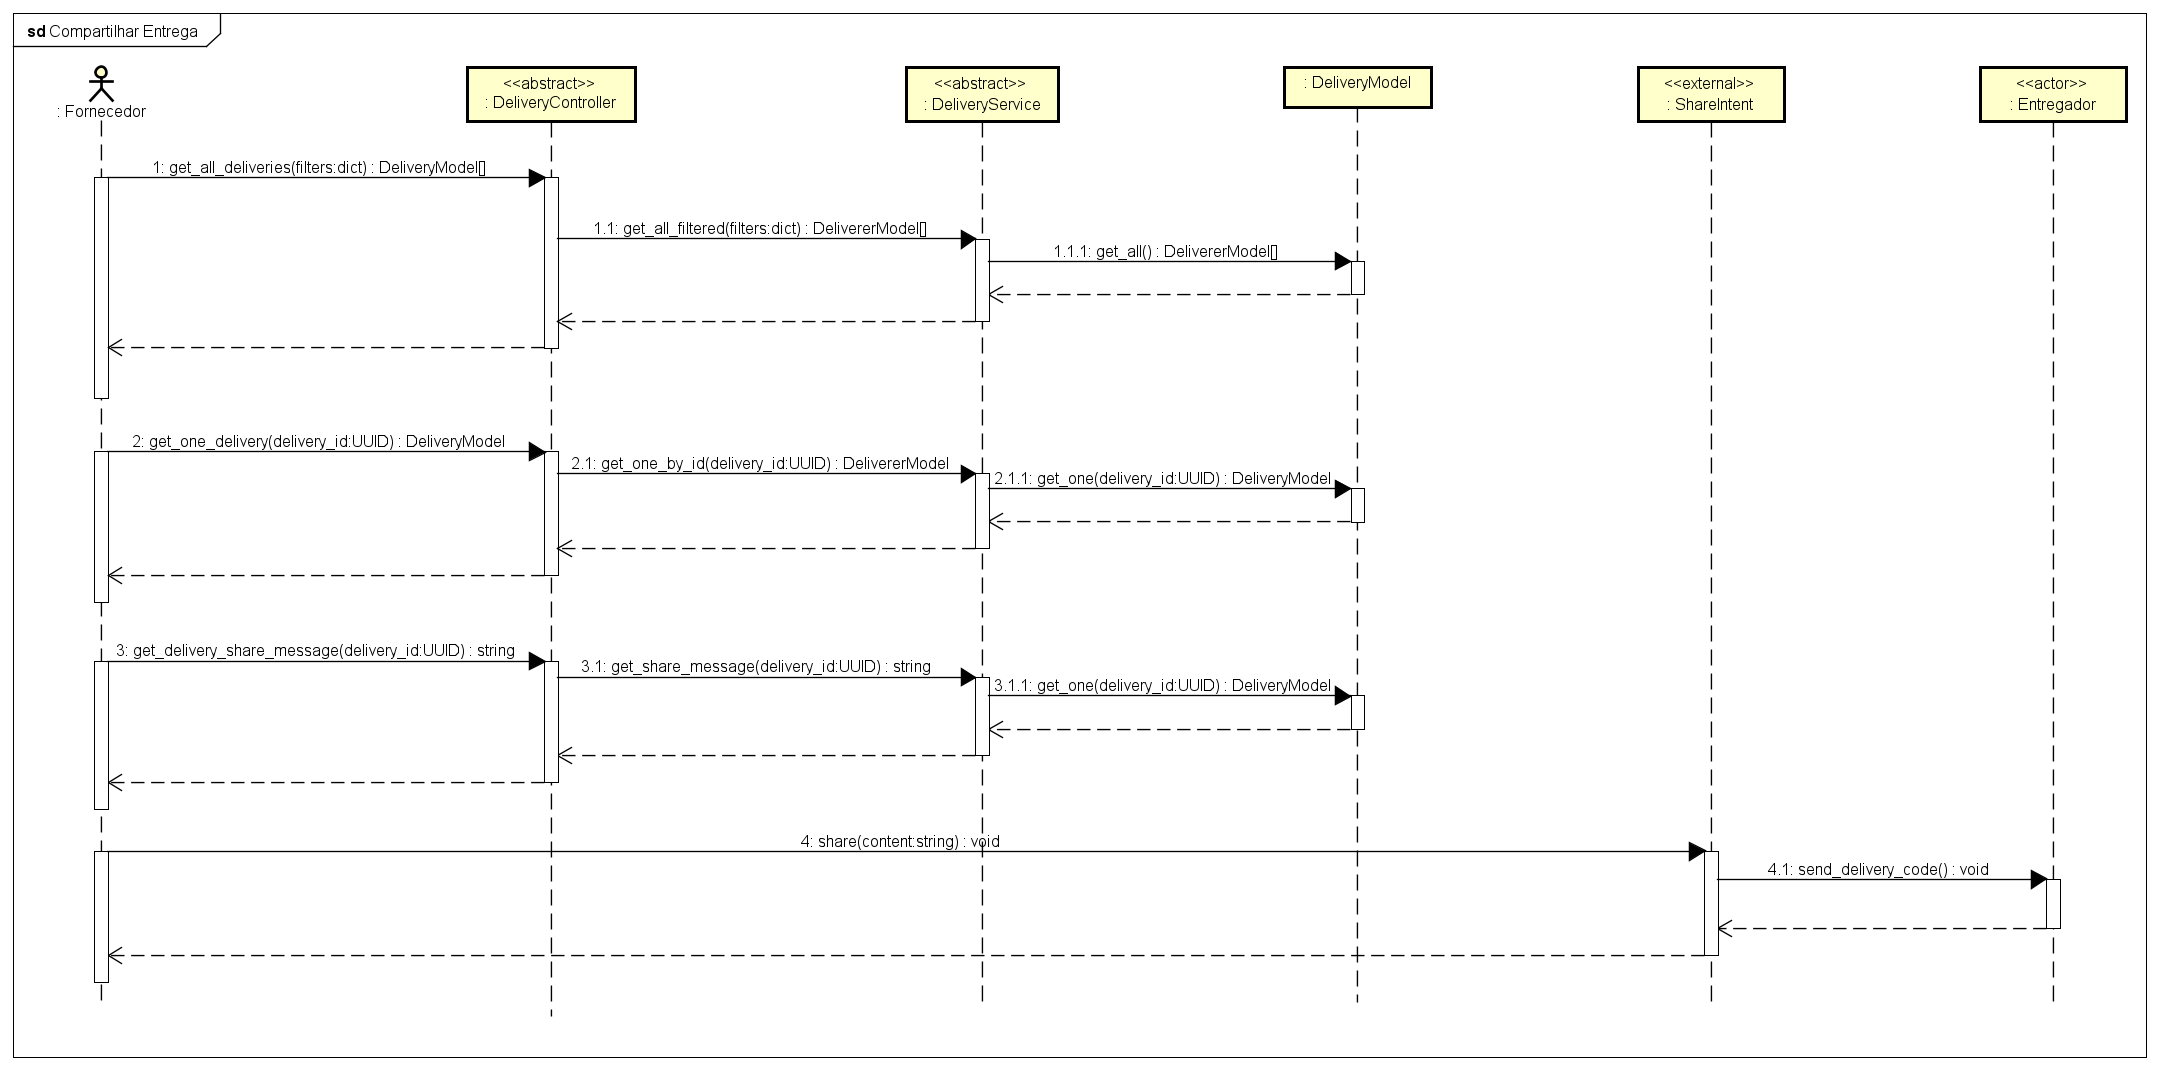 sd Compartilhar Entrega
: Fornecedor
<<abstract>>
: DeliveryController
<<abstract>>
: DeliveryService
: DeliveryModel
<<external>>
: ShareIntent
<<actor>>
: Entregador
1: get_all_deliveries(filters:dict) : DeliveryModel[]
1.1: get_all_filtered(filters:dict) : DelivererModel[]
1.1.1: get_all() : DelivererModel[]
2: get_one_delivery(delivery_id:UUID) : DeliveryModel
2.1: get_one_by_id(delivery_id:UUID) : DelivererModel
2.1.1: get_one(delivery_id:UUID) : DeliveryModel
3: get_delivery_share_message(delivery_id:UUID) : string
3.1: get_share_message(delivery_id:UUID) : string
3.1.1: get_one(delivery_id:UUID) : DeliveryModel
4: share(content:string) : void
4.1: send_delivery_code() : void